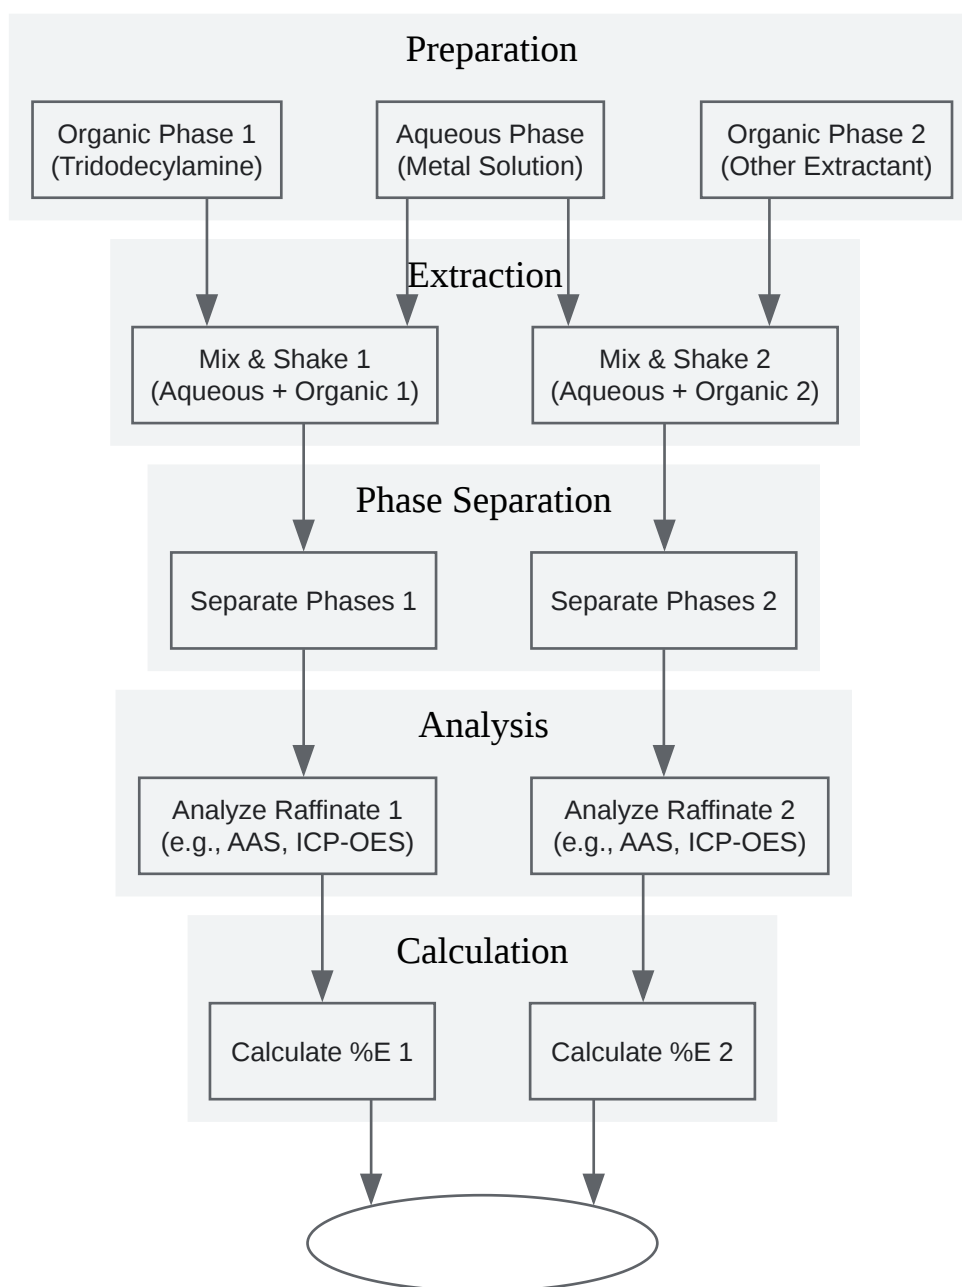 Preparation
Organic Phase 1
(Tridodecylamine)
Aqueous Phase
(Metal Solution)
Organic Phase 2
(Other Extractant)
Extraction
Mix & Shake 1
(Aqueous + Organic 1)
Mix & Shake 2
(Aqueous + Organic 2)
Phase Separation
Separate Phases 1
Separate Phases 2
Analysis
Analyze Raffinate 1
(e.g., AAS, ICP-OES)
Analyze Raffinate 2
(e.g., AAS, ICP-OES)
Calculation
Calculate %E 1
Calculate %E 2